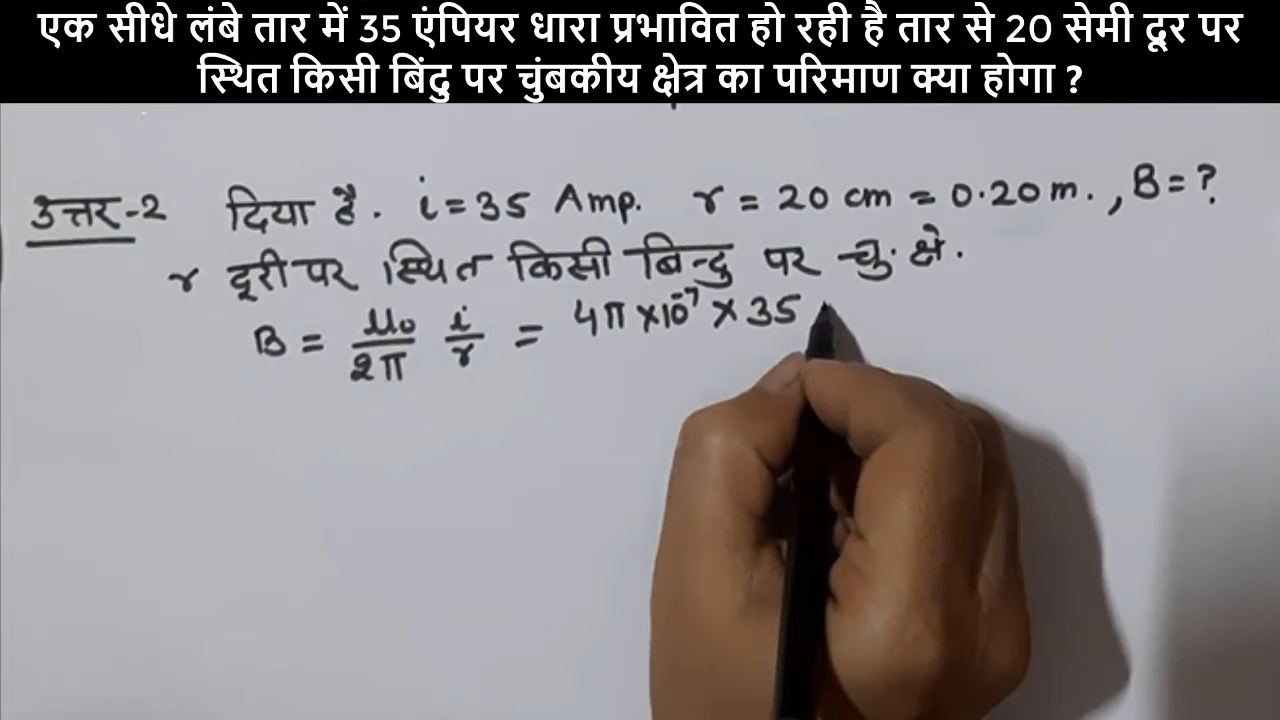 एक सीधे लंबे तार में 35 एंपियर धारा प्रभावित हो रही है तार से 20 सेमी दूर पर
स्थित किसी बिंदु पर चुंबकीय क्षेत्र का परिमाण क्या होगा ?
उत्तर-2 दिया है. i = 35 Amp. r = 20 cm = 0.20 m. , B = ?
r दूरी पर स्थित किसी बिन्दु पर चु. क्षे.
B = μ₀/2π i/r = 4π × 10⁻⁷ × 35